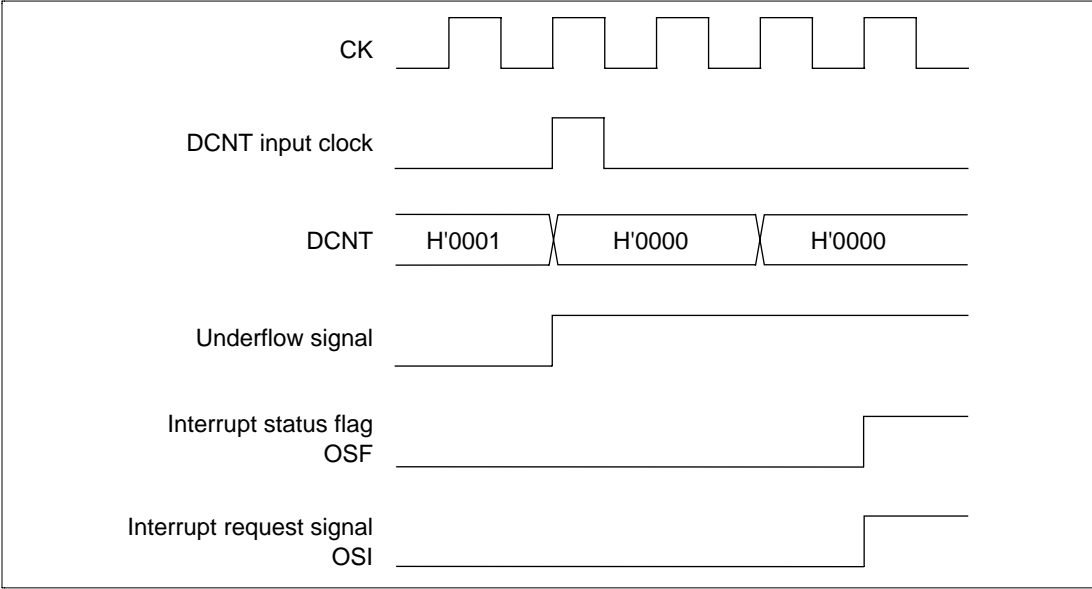 CK
DCNT input clock
DCNT H'0001 H'0000 H'0000
Underflow signal
Interrupt status flag
OSF
Interrupt request signal
OSI